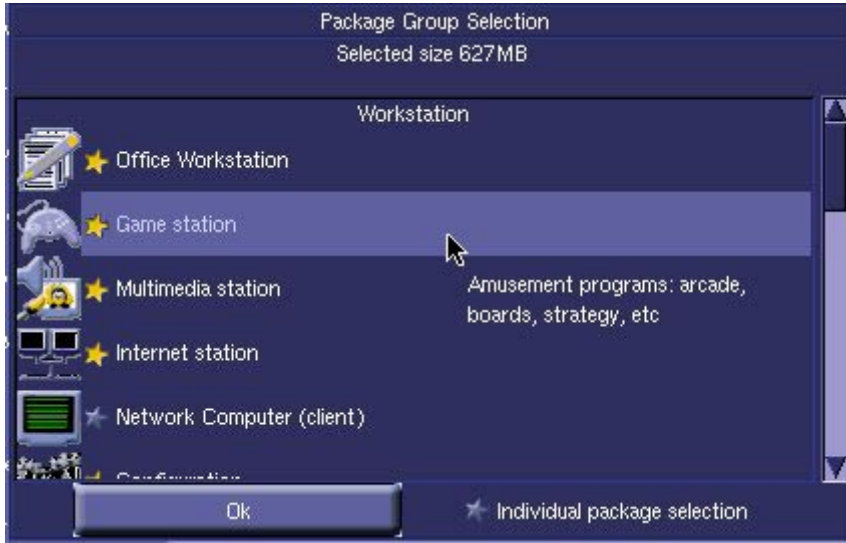 Package Group Selection
Selected size 627MB
Workstation
Office Workstation
Game station
Multimedia station
Amusement programs: arcade,
boards, strategy, etc
Internet station
Network Computer (client)
Configuration
Ok
Individual package selection